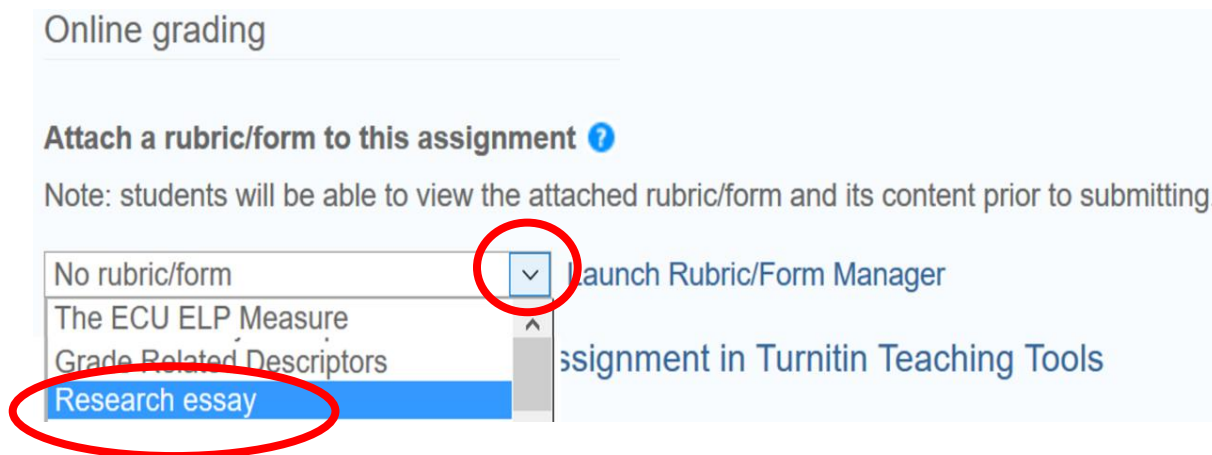 Online grading
Attach a rubric/form to this assignment ?
Note: students will be able to view the attached rubric/form and its content prior to submitting
No rubric/form Launch Rubric/Form Manager
The ECU ELP Measure
Grade Related Descriptors ssignment in Turnitin Teaching Tools
Research essay